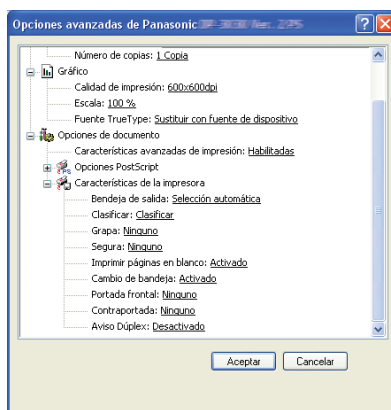 Opciones avanzadas de Panasonic
Número de copias: 1 Copia
Gráfico
Calidad de impresión: 600x600dpi
Escala: 100 %
Fuente TrueType: Sustituir con fuente de dispositivo
Opciones de documento
Características avanzadas de impresión: Habilitadas
Opciones PostScript
Características de la impresora
Bendeja de salida: Selección automática
Clasificar: Clasificar
Grapa: Ninguno
Segura: Ninguno
Imprimir páginas en blanco: Activado
Cambio de bandeja: Activado
Portada frontal: Ninguno
Contraportada: Ninguno
Aviso Dúplex: Desactivado
Aceptar Cancelar